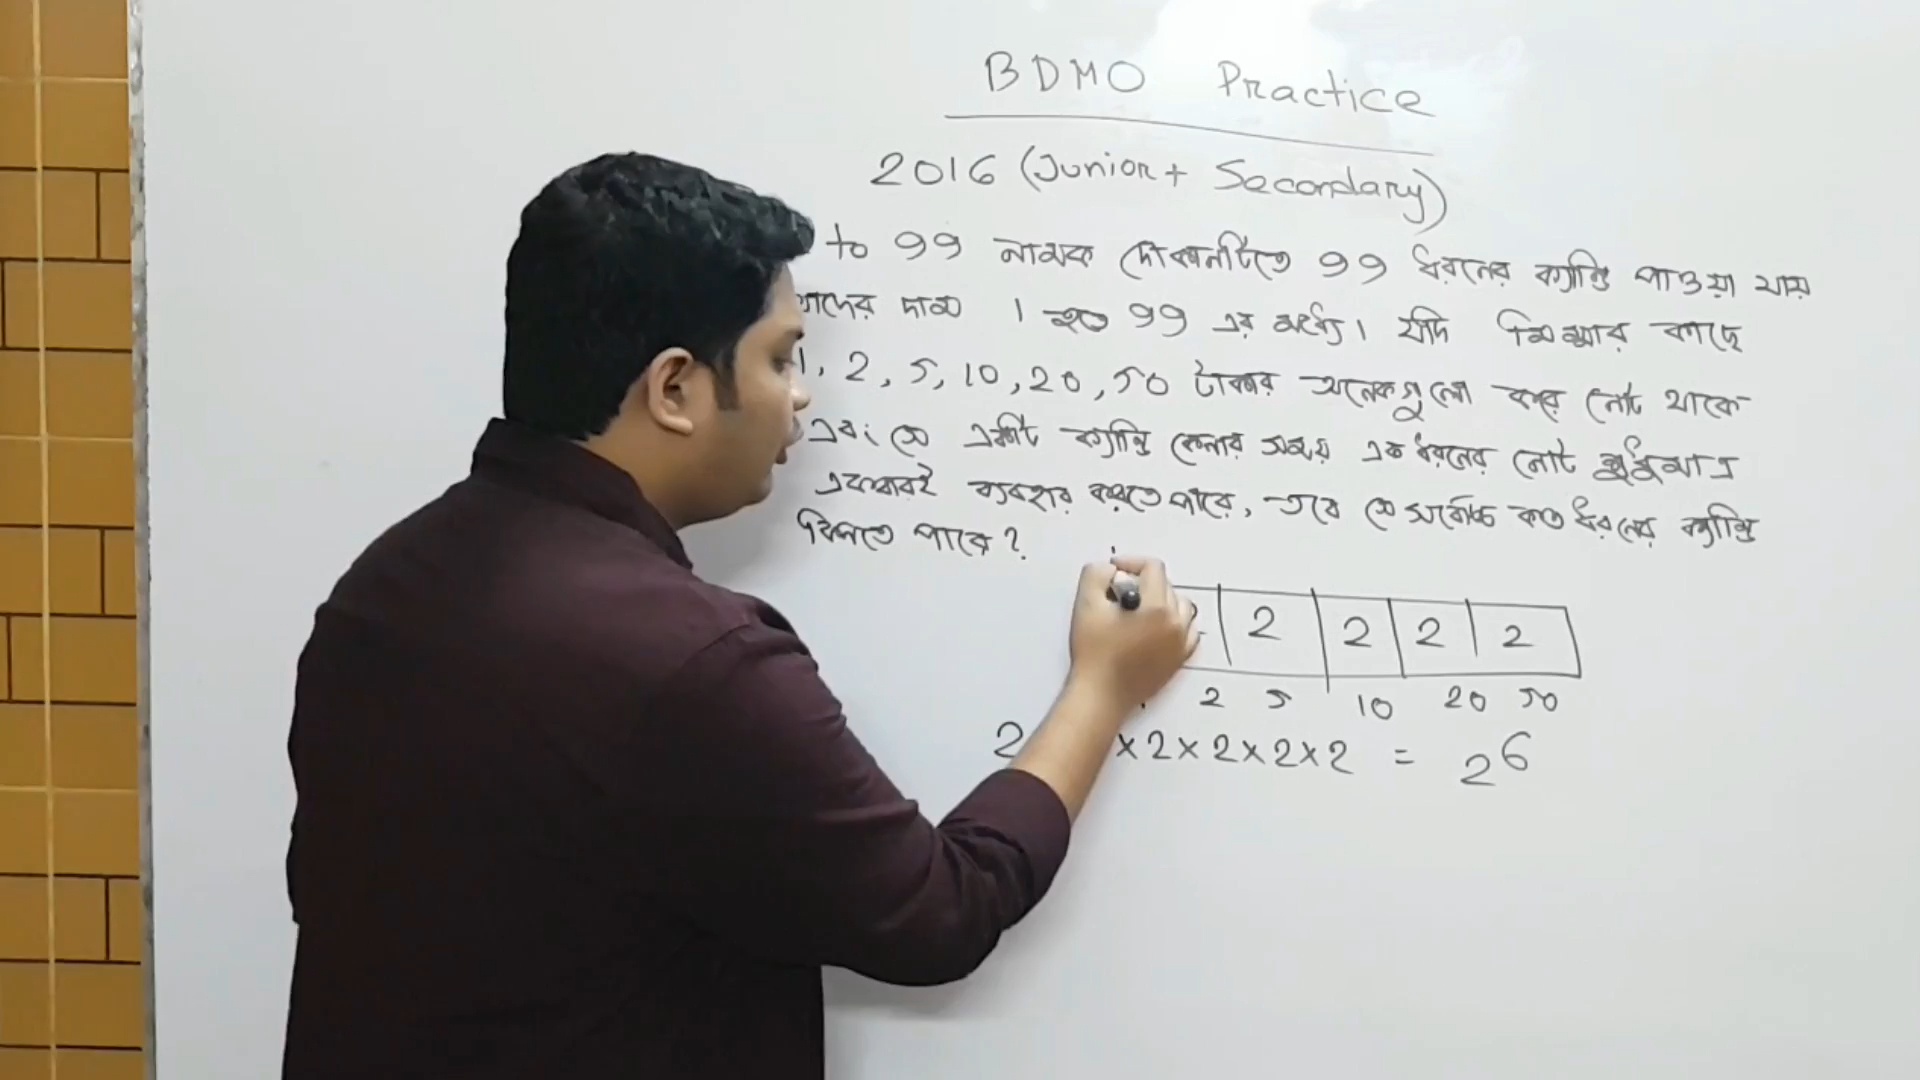 BDMO Practice
2016 (Junior + Secondary)
to 99 নামক দোকানটিতে 99 ধরনের ক্যান্ডি পাওয়া যায়
দাম 1 হতে 99 এর মধ্যে। যদি কাছে
1, 2, 5, 10, 20, 50 টাকার অনেকগুলো করে নোট থাকে
এবং সে একটি ক্যান্ডি কেনার সময় এক ধরনের নোট শুধুমাত্র
একবারই ব্যবহার করতে পারে, তবে সে সর্বোচ্চ কত ধরনের ক্যান্ডি
কিনতে পারবে?
2 2 2 2
2 5 10 20 50
2 × 2 × 2 × 2 × 2 = 2⁶